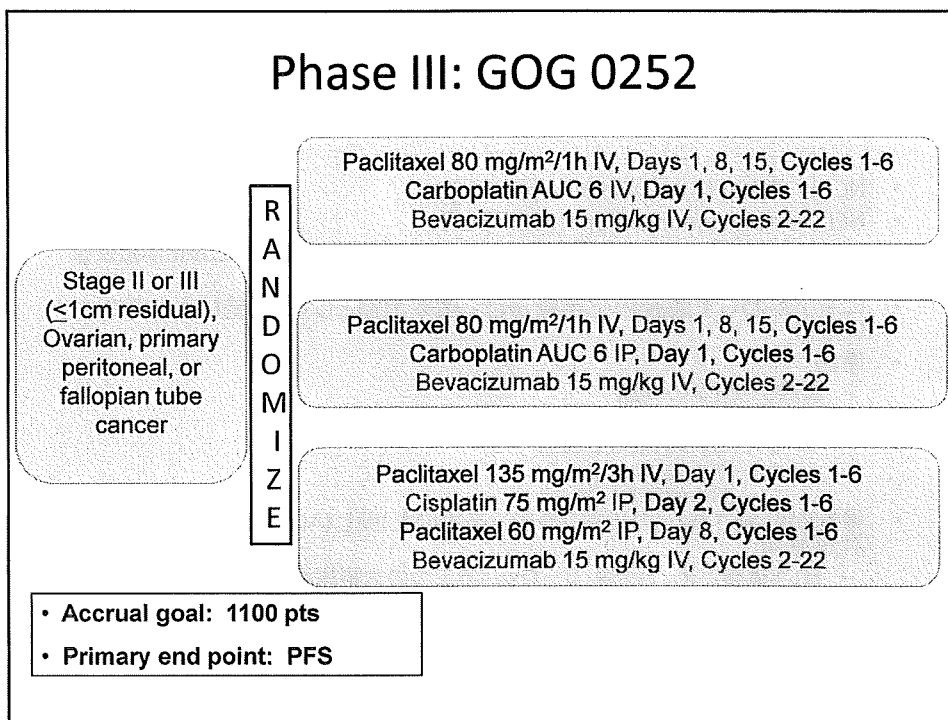 Phase III: GOG 0252
Stage II or III
(≤1cm residual),
Ovarian, primary
peritoneal, or
fallopian tube
cancer
RANDOMIZE
Paclitaxel 80 mg/m²/1h IV, Days 1, 8, 15, Cycles 1-6
Carboplatin AUC 6 IV, Day 1, Cycles 1-6
Bevacizumab 15 mg/kg IV, Cycles 2-22
Paclitaxel 80 mg/m²/1h IV, Days 1, 8, 15, Cycles 1-6
Carboplatin AUC 6 IP, Day 1, Cycles 1-6
Bevacizumab 15 mg/kg IV, Cycles 2-22
Paclitaxel 135 mg/m²/3h IV, Day 1, Cycles 1-6
Cisplatin 75 mg/m² IP, Day 2, Cycles 1-6
Paclitaxel 60 mg/m² IP, Day 8, Cycles 1-6
Bevacizumab 15 mg/kg IV, Cycles 2-22
• Accrual goal: 1100 pts
• Primary end point: PFS